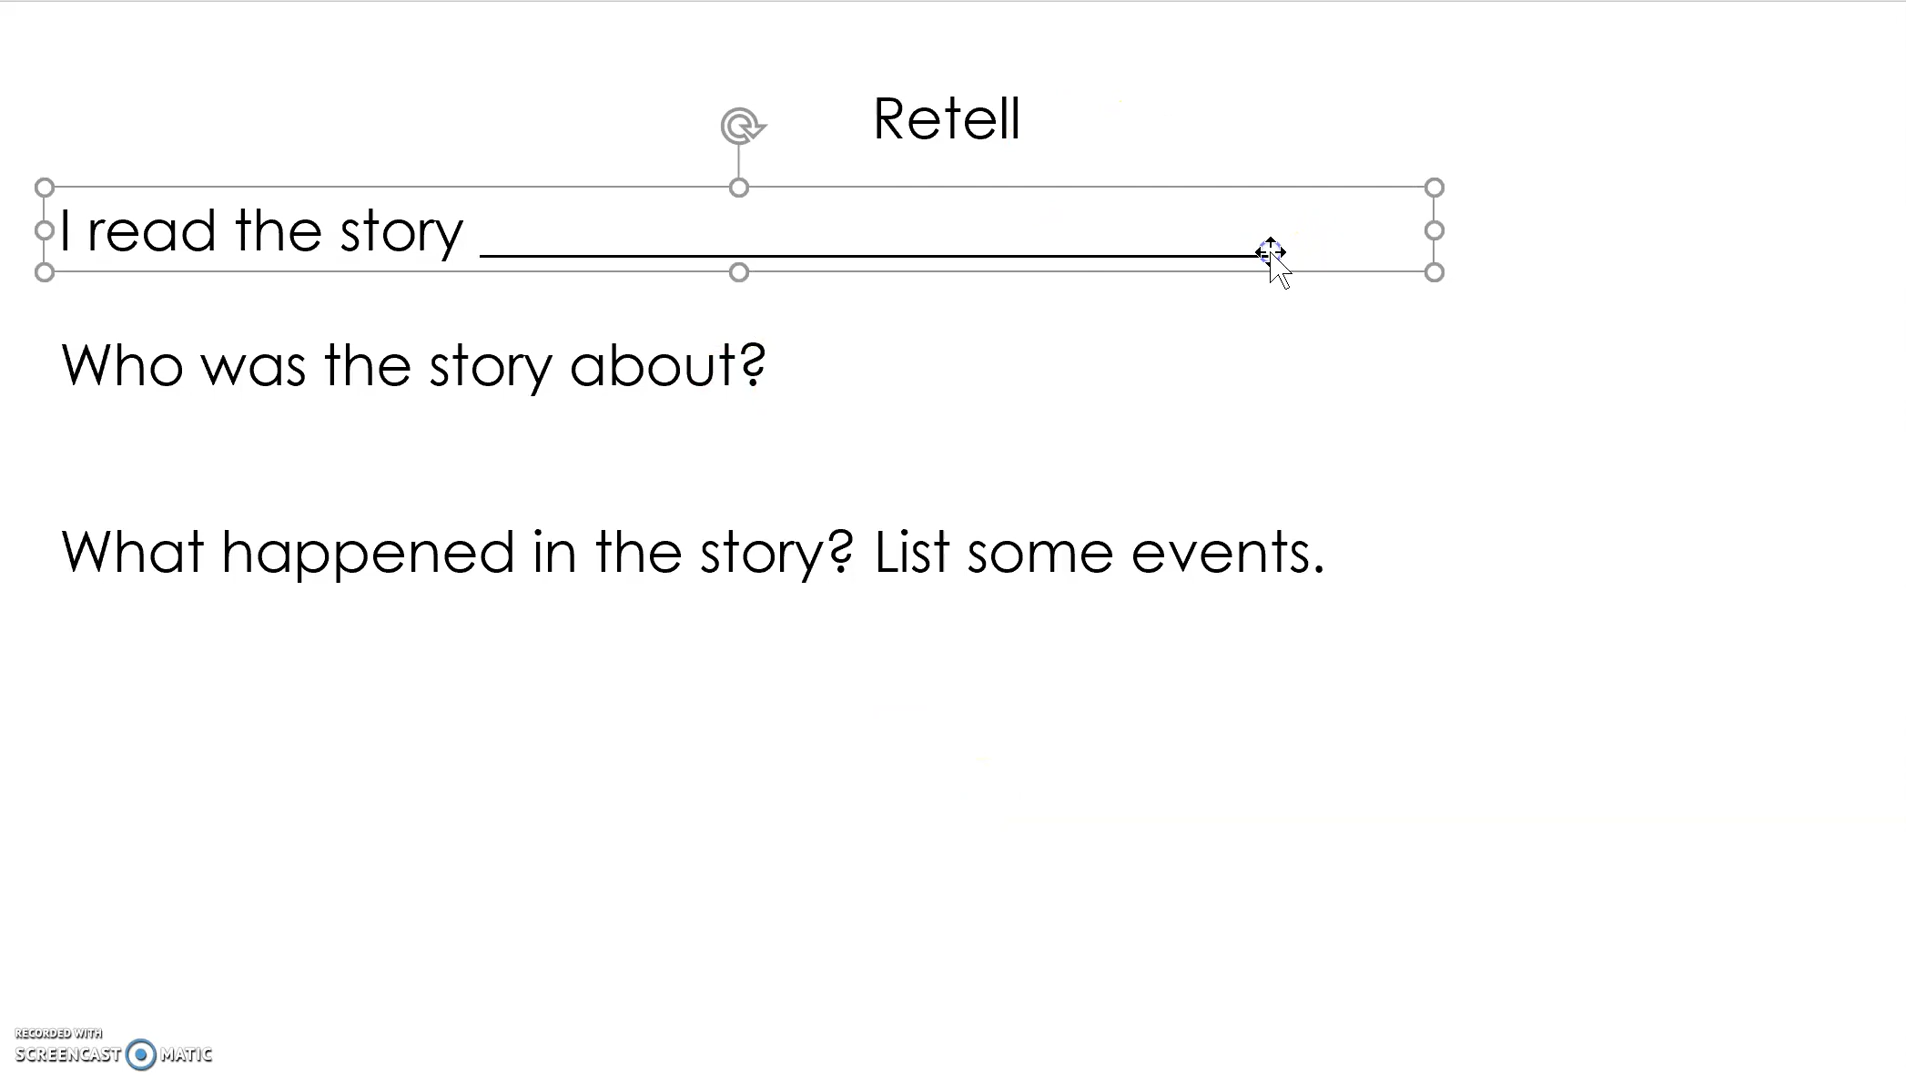 Retell
I read the story ______________________________
Who was the story about?
What happened in the story? List some events.
RECORDED WITH
SCREENCAST MATIC